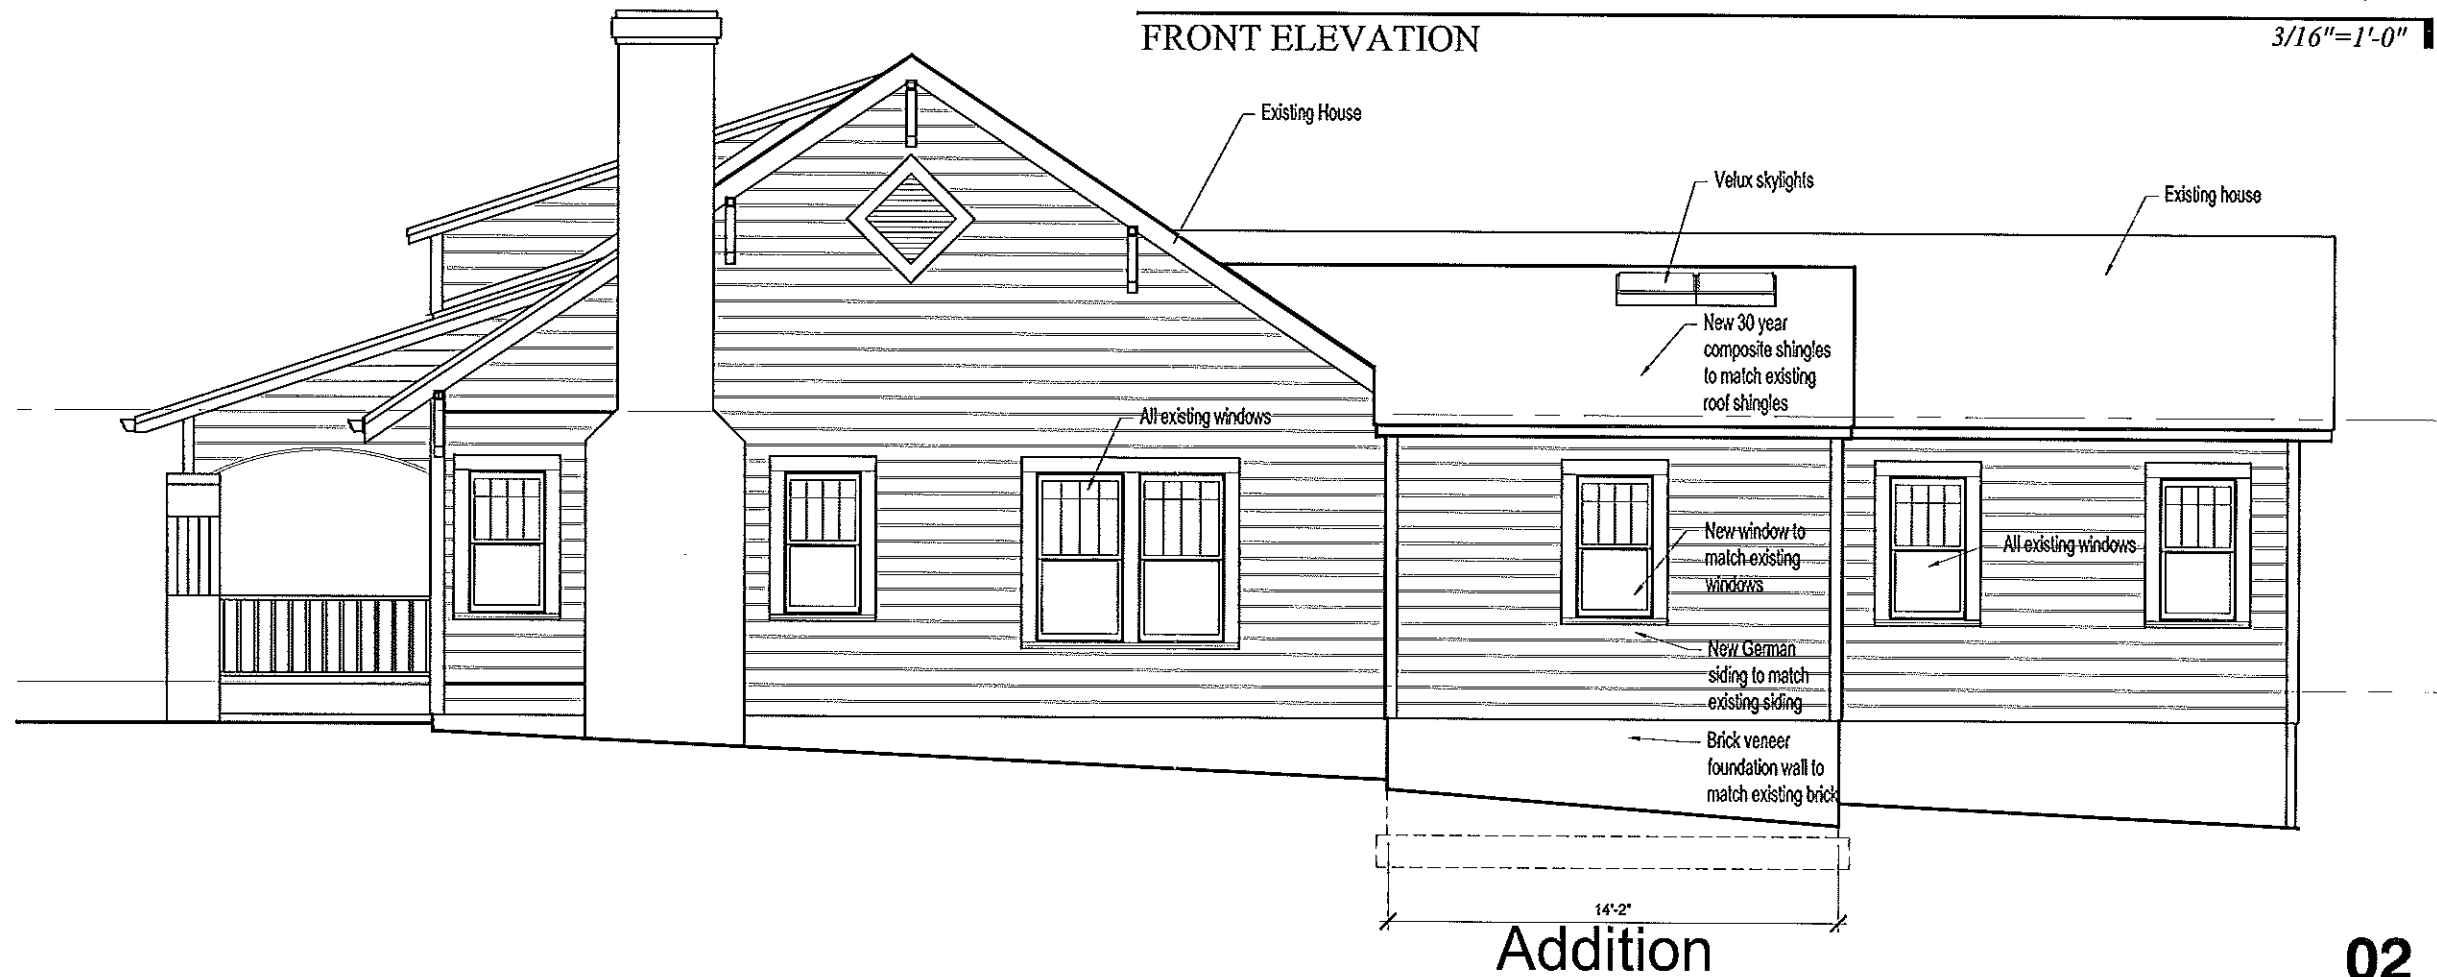 FRONT ELEVATION
3/16"=1'-0"
Existing House
Velux skylights
Existing house
New 30 year
composite shingles
to match existing
roof shingles
All existing windows
New window to
match existing
windows
All existing windows
New German
siding to match
existing siding
Brick veneer
foundation wall to
match existing brick
14'-2"
Addition
02